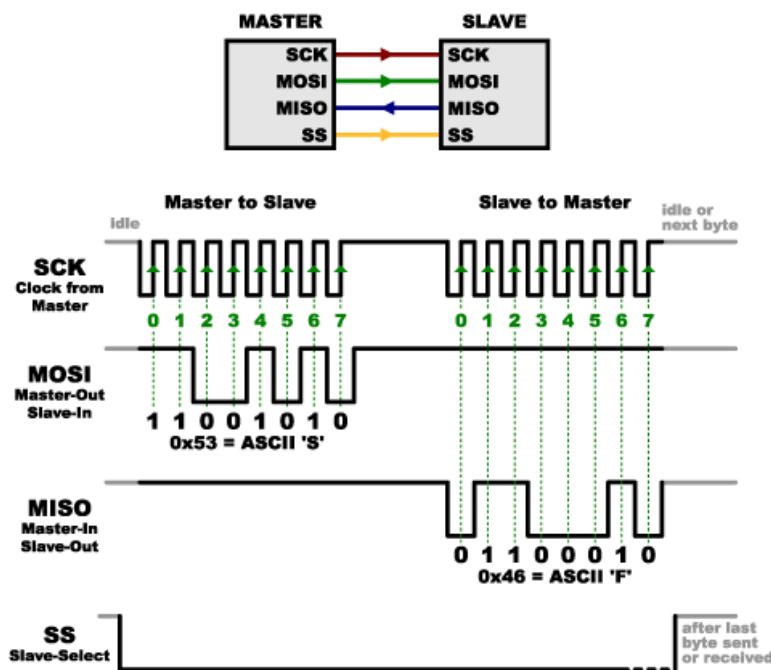 MASTER SLAVE
SCK SCK
MOSI MOSI
MISO MISO
SS SS
Master to Slave Slave to Master
idle
idle or
next byte
SCK
Clock from
Master
0 1 2 3 4 5 6 7 0 1 2 3 4 5 6 7
MOSI
Master-Out
Slave-In
1 1 0 0 1 0 1 0
0x53 = ASCII 'S'
MISO
Master-In
Slave-Out
0 1 1 0 0 0 1 0
0x46 = ASCII 'F'
SS
Slave-Select
after last
byte sent
or received